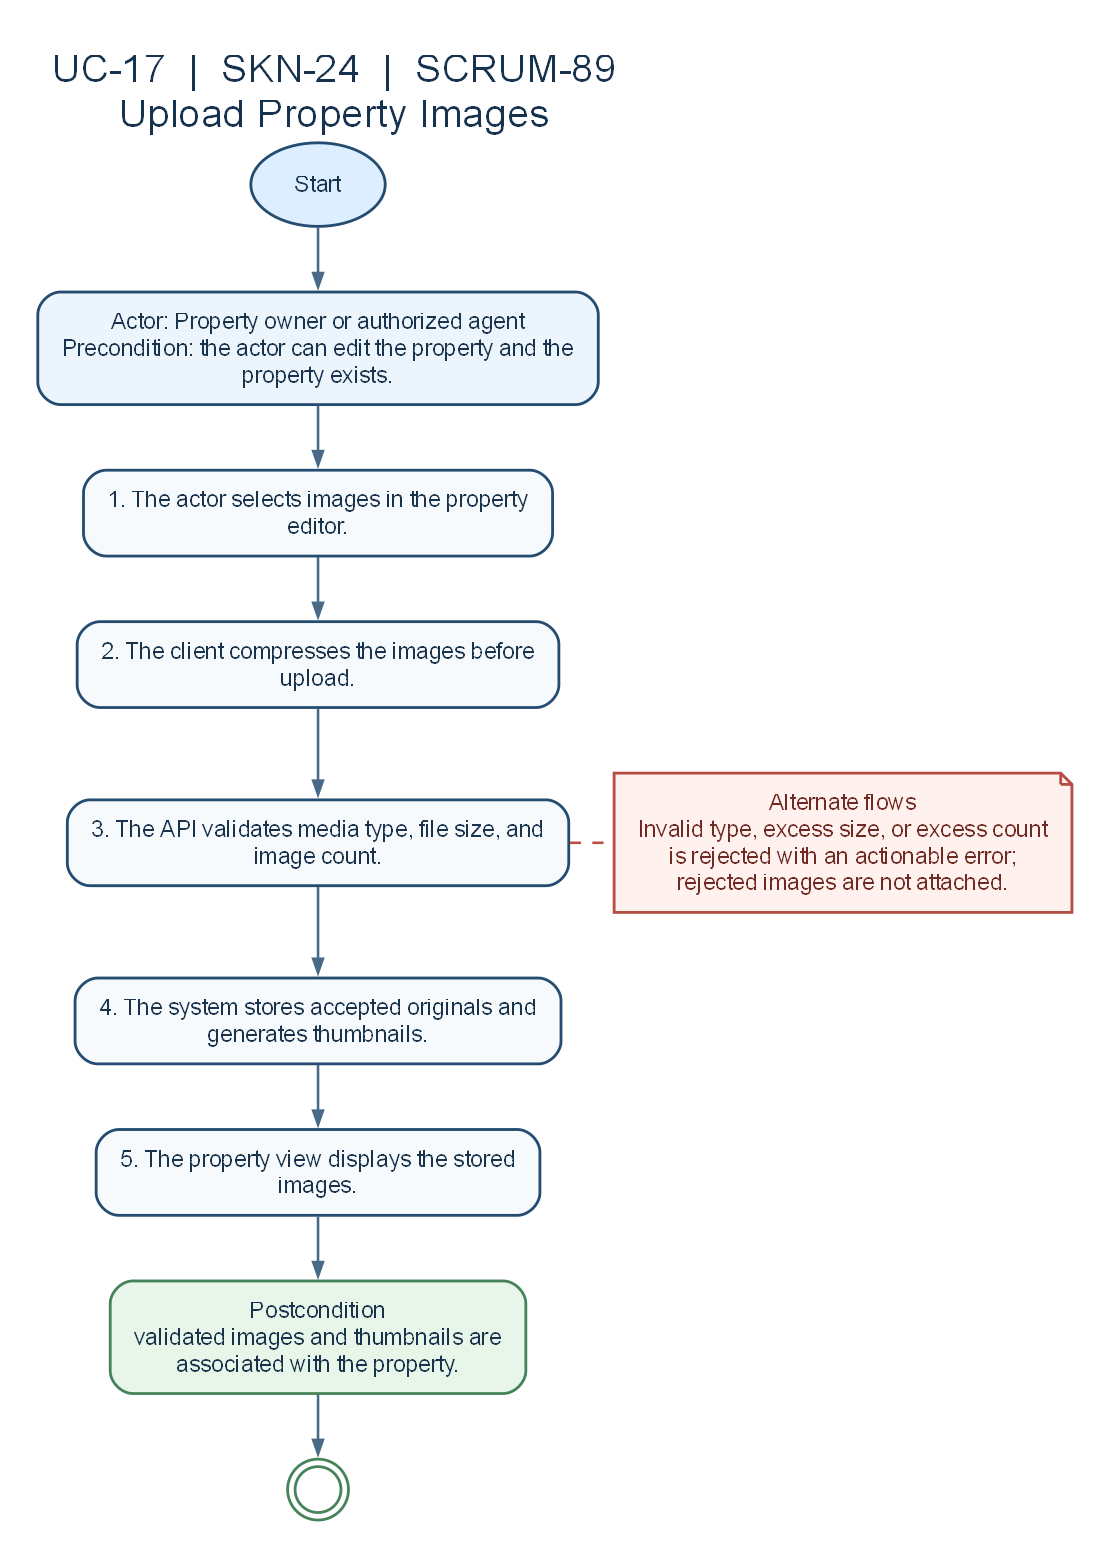 UC-17 | SKN-24 | SCRUM-89
Upload Property Images
Start
Actor: Property owner or authorized agent
Precondition: the actor can edit the property and the
property exists.
1. The actor selects images in the property
editor.
2. The client compresses the images before
upload.
3. The API validates media type, file size, and
image count.
Alternate flows
Invalid type, excess size, or excess count
is rejected with an actionable error;
rejected images are not attached.
4. The system stores accepted originals and
generates thumbnails.
5. The property view displays the stored
images.
Postcondition
validated images and thumbnails are
associated with the property.